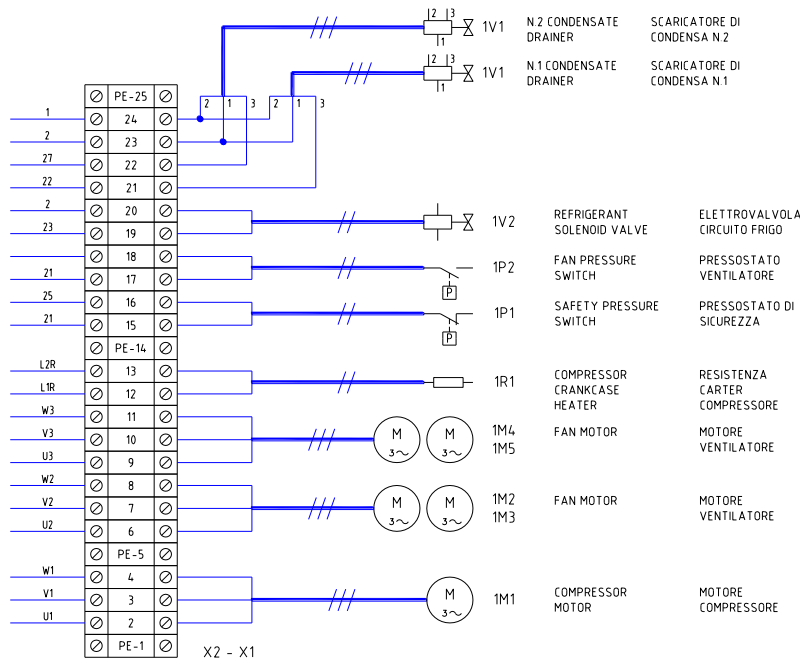 2 3
1
1V1 N.2 CONDENSATE SCARICATORE DI
DRAINER CONDENSA N.2
2 3
1
1V1 N.1 CONDENSATE SCARICATORE DI
DRAINER CONDENSA N.1
PE-25
2 1 3 2 1 3
1 24
2 23
27 22
22 21
2 20
23 19
1V2 REFRIGERANT ELETTROVALVOLA
SOLENOID VALVE CIRCUITO FRIGO
18
21 17
1P2 FAN PRESSURE PRESSOSTATO
SWITCH VENTILATORE
P
25 16
21 15
1P1 SAFETY PRESSURE PRESSOSTATO DI
SWITCH SICUREZZA
P
PE-14
L2R 13
L1R 12
1R1 COMPRESSOR RESISTENZA
CRANKCASE CARTER
HEATER COMPRESSORE
W3 11
V3 10
U3 9
M 3~ M 3~
1M4 FAN MOTOR MOTORE
1M5 VENTILATORE
W2 8
V2 7
U2 6
M 3~ M 3~
1M2 FAN MOTOR MOTORE
1M3 VENTILATORE
PE-5
W1 4
V1 3
U1 2
M 3~
1M1 COMPRESSOR MOTORE
MOTOR COMPRESSORE
PE-1
X2 - X1